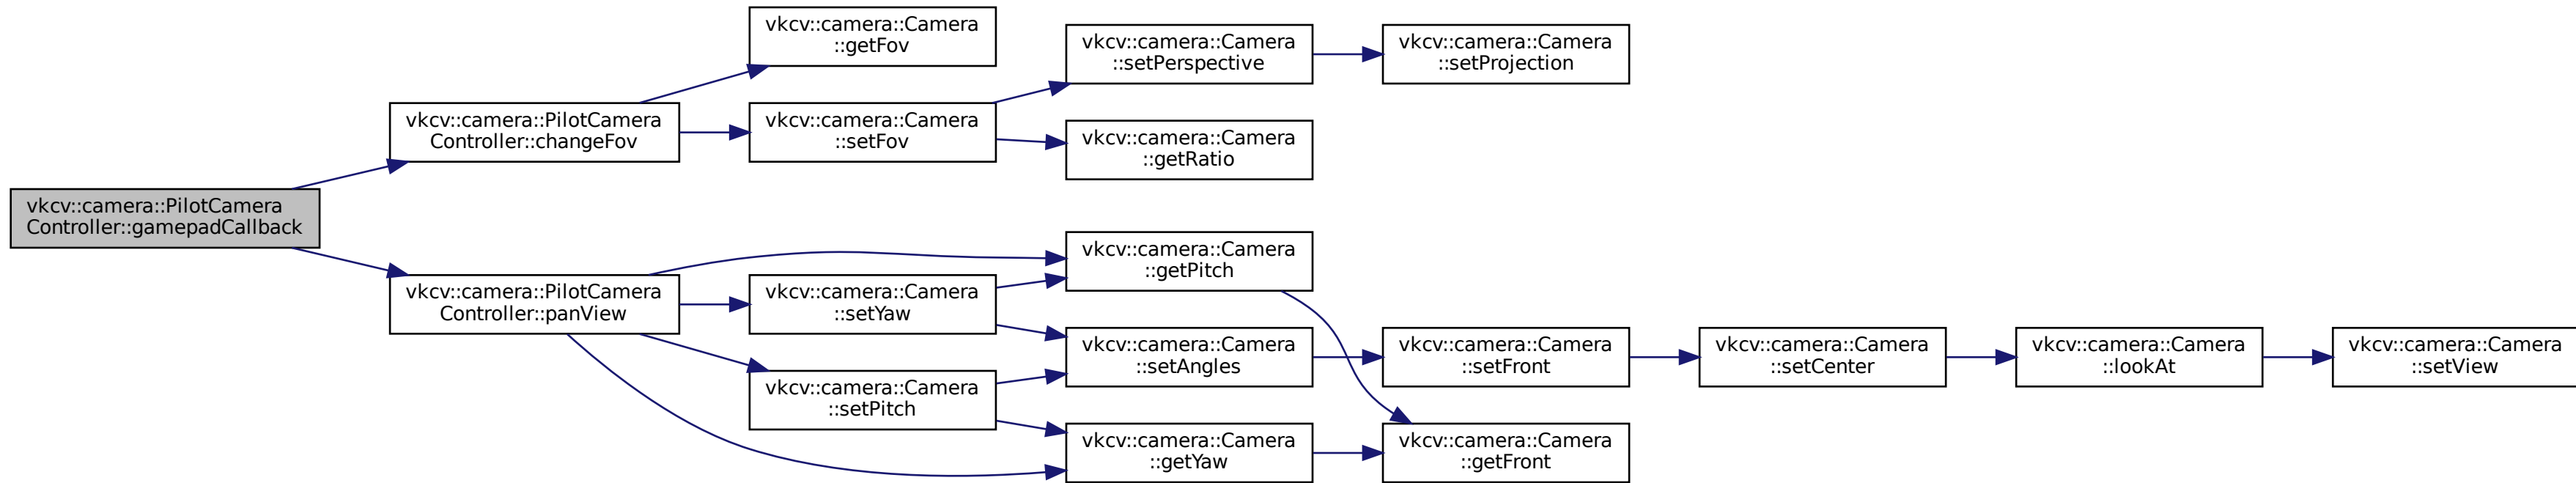 vkcv::camera::PilotCamera
Controller::gamepadCallback
vkcv::camera::PilotCamera
Controller::changeFov
vkcv::camera::Camera
::getFov
vkcv::camera::Camera
::setFov
vkcv::camera::Camera
::setPerspective
vkcv::camera::Camera
::setProjection
vkcv::camera::Camera
::getRatio
vkcv::camera::PilotCamera
Controller::panView
vkcv::camera::Camera
::getPitch
vkcv::camera::Camera
::setYaw
vkcv::camera::Camera
::setPitch
vkcv::camera::Camera
::setAngles
vkcv::camera::Camera
::getYaw
vkcv::camera::Camera
::setFront
vkcv::camera::Camera
::getFront
vkcv::camera::Camera
::setCenter
vkcv::camera::Camera
::lookAt
vkcv::camera::Camera
::setView